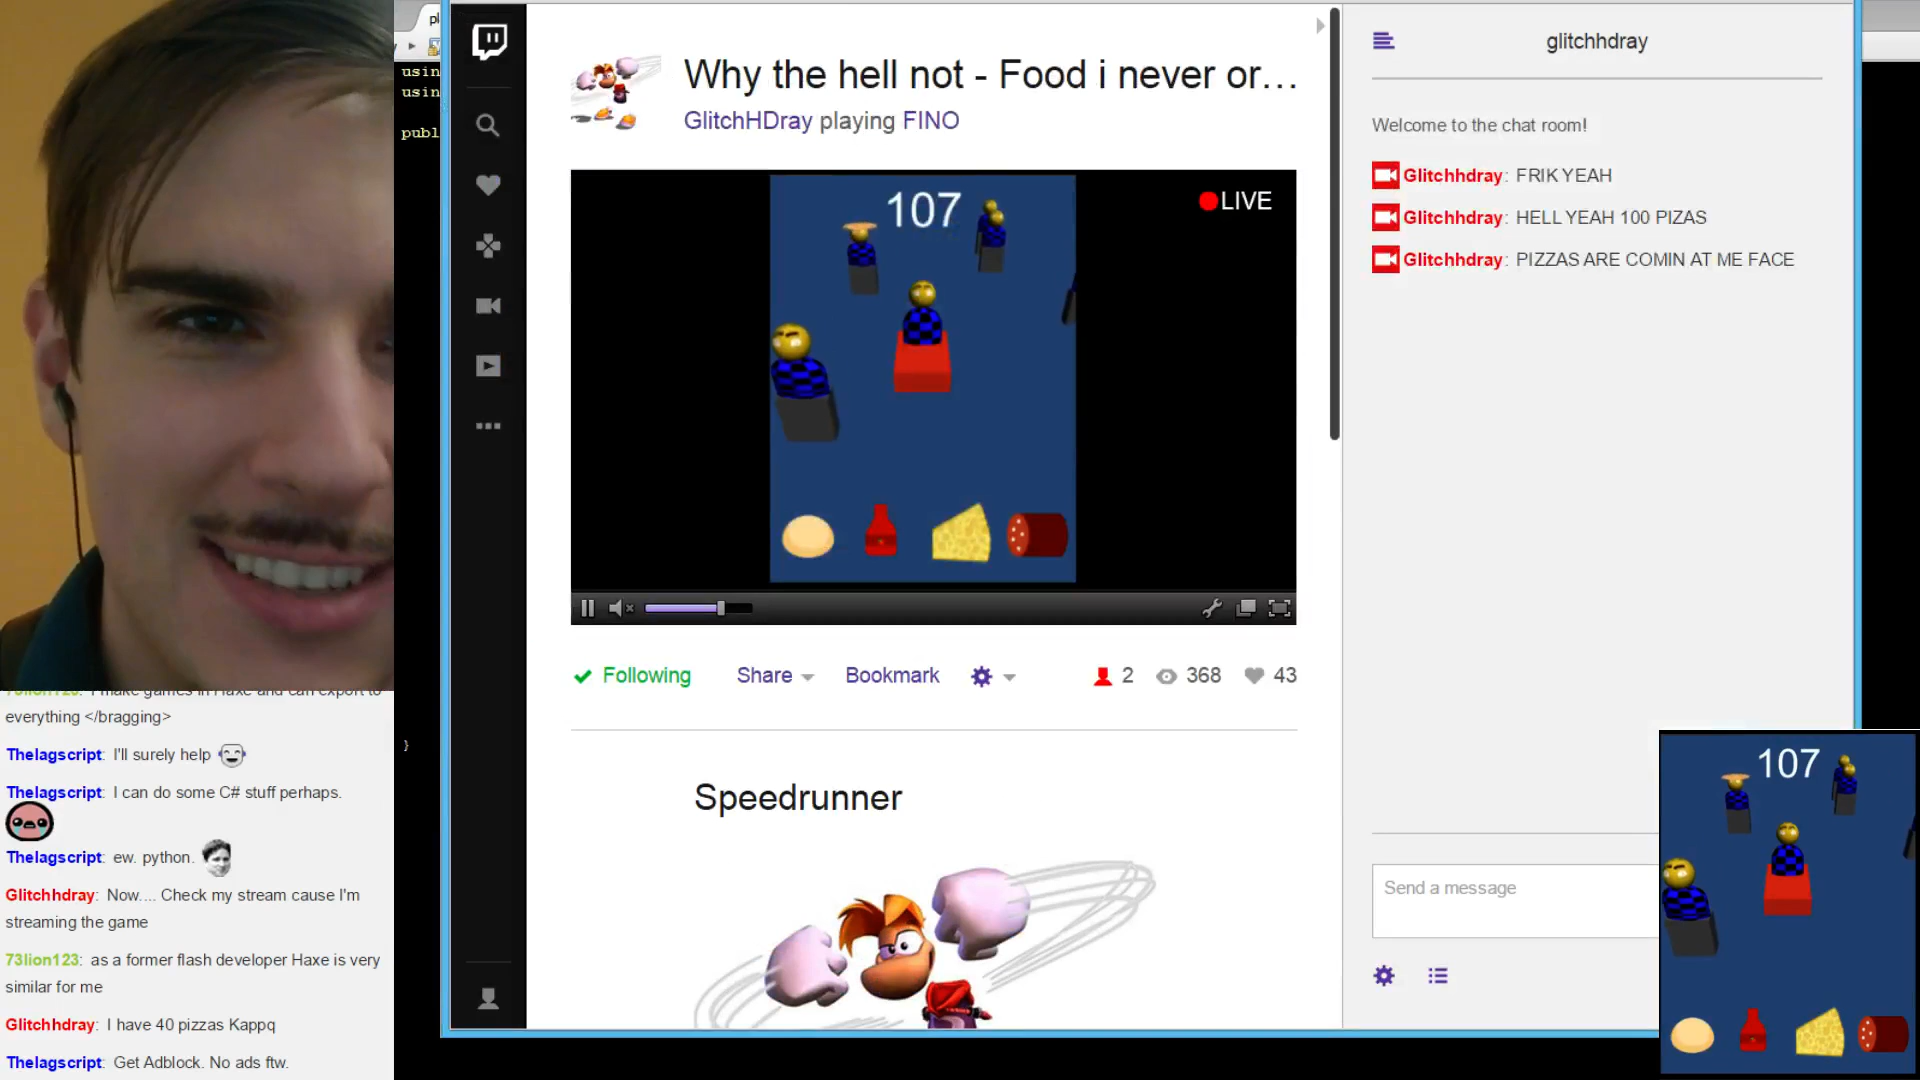 pl
usin
usin
publ
}
Why the hell not - Food i never or...
GlitchHDray playing FINO
107
LIVE
Following
Share
Bookmark
2
368
43
Speedrunner
glitchhdray
Welcome to the chat room!
Glitchhdray: FRIK YEAH
Glitchhdray: HELL YEAH 100 PIZAS
Glitchhdray: PIZZAS ARE COMIN AT ME FACE
Send a message
107
73lion123: I make games in Haxe and can export to
everything </bragging>
Thelagscript: I'll surely help
Thelagscript: I can do some C# stuff perhaps.
Thelagscript: ew. python.
Glitchhdray: Now.... Check my stream cause I'm
streaming the game
73lion123: as a former flash developer Haxe is very
similar for me
Glitchhdray: I have 40 pizzas Kappq
Thelagscript: Get Adblock. No ads ftw.